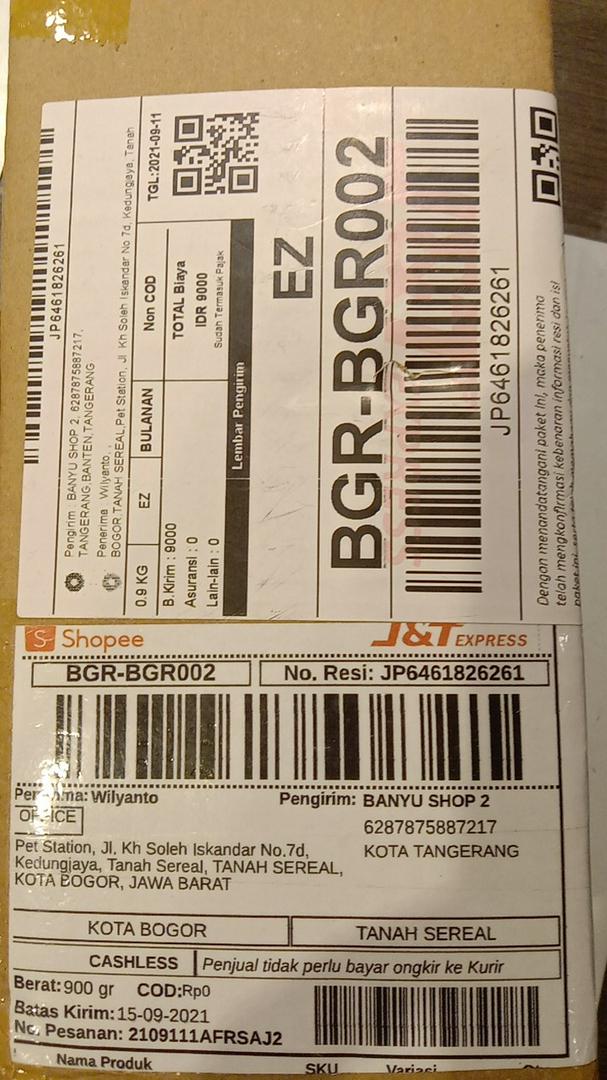 JP6461826261
Pengirim : BANYU SHOP 2, 6287875887217,
TANGERANG,BANTEN,TANGERANG
Penerima : Wilyanto, ,
BOGOR,TANAH SEREAL,Pet Station, Jl. Kh Soleh Iskandar No 7d, Kedungjaya, Tanah
0.9 KG
EZ
BULANAN
Non COD
TGL:2021-09-11
B.Kirim : 9000
Asuransi : 0
Lain-lain : 0
TOTAL Biaya
IDR 9000
Sudah Termasuk Pajak
Lembar Pengirim
EZ
BGR-BGR002
JP6461826261
Dengan menandatangani paket ini, maka penerima
telah mengkonfirmasi kebenaran informasi resi dan isi
Shopee
J&T EXPRESS
BGR-BGR002
No. Resi: JP6461826261
Penerima: Wilyanto
OFFICE
Pet Station, Jl. Kh Soleh Iskandar No.7d,
Kedungjaya, Tanah Sereal, TANAH SEREAL,
KOTA BOGOR, JAWA BARAT
Pengirim: BANYU SHOP 2
6287875887217
KOTA TANGERANG
KOTA BOGOR
TANAH SEREAL
CASHLESS
Penjual tidak perlu bayar ongkir ke Kurir
Berat: 900 gr COD:Rp0
Batas Kirim: 15-09-2021
No. Pesanan: 2109111AFRSAJ2
Nama Produk
SKU
Variasi